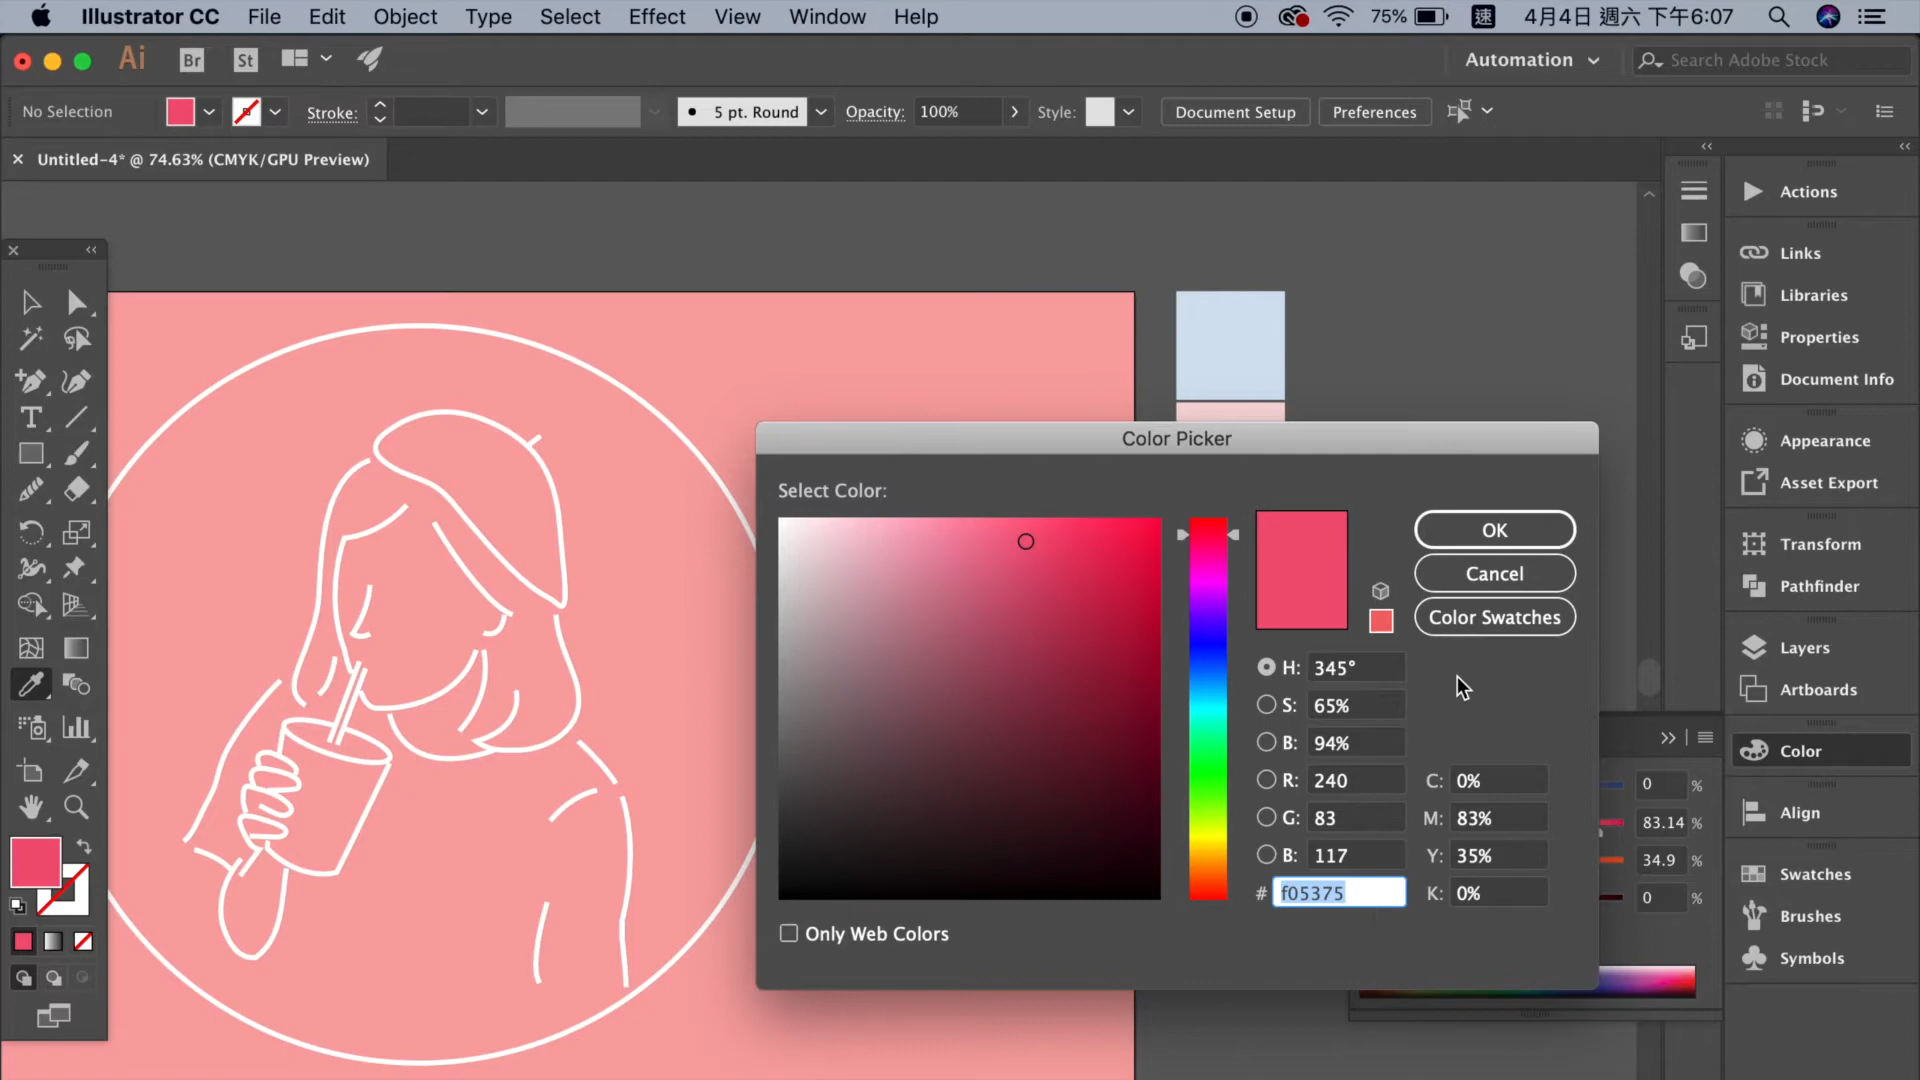 Illustrator CC File Edit Object Type Select Effect View Window Help 75% 速 4月4日 週六 下午6:07
Ai Br St Automation Search Adobe Stock
No Selection Stroke: 5 pt. Round Opacity: 100% Style: Document Setup Preferences
Untitled-4* @ 74.63% (CMYK/GPU Preview)
Actions
Links
Libraries
Properties
Document Info
Appearance
Asset Export
Transform
Pathfinder
Layers
Artboards
Color
Align
Swatches
Brushes
Symbols
Color Picker
Select Color:
OK
Cancel
Color Swatches
H: 345°
S: 65%
B: 94%
R: 240 C: 0%
G: 83 M: 83%
B: 117 Y: 35%
# f05375 K: 0%
Only Web Colors
0 %
83.14 %
34.9 %
0 %